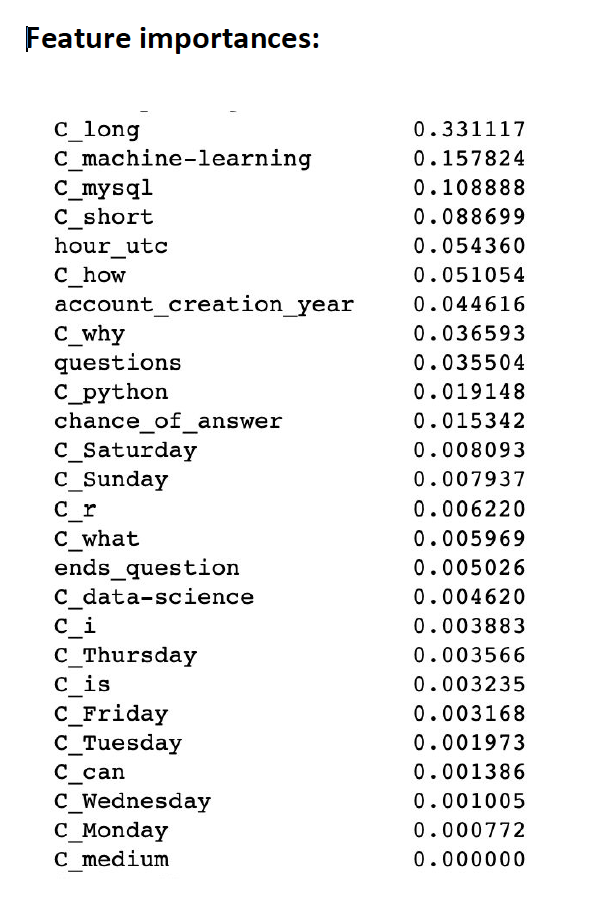 Feature importances:
C_long 0.331117
C_machine-learning 0.157824
C_mysql 0.108888
C_short 0.088699
hour_utc 0.054360
C_how 0.051054
account_creation_year 0.044616
C_why 0.036593
questions 0.035504
C_python 0.019148
chance_of_answer 0.015342
C_Saturday 0.008093
C_Sunday 0.007937
C_r 0.006220
C_what 0.005969
ends_question 0.005026
C_data-science 0.004620
C_i 0.003883
C_Thursday 0.003566
C_is 0.003235
C_Friday 0.003168
C_Tuesday 0.001973
C_can 0.001386
C_Wednesday 0.001005
C_Monday 0.000772
C_medium 0.000000